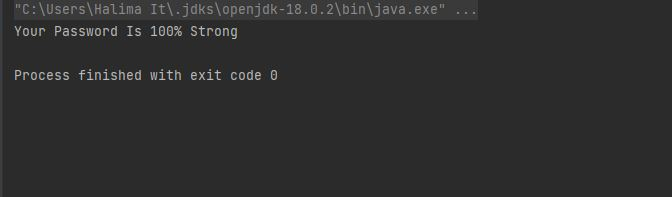 "C:\Users\Halima It\.jdks\openjdk-18.0.2\bin\java.exe" ...
Your Password Is 100% Strong
Process finished with exit code 0